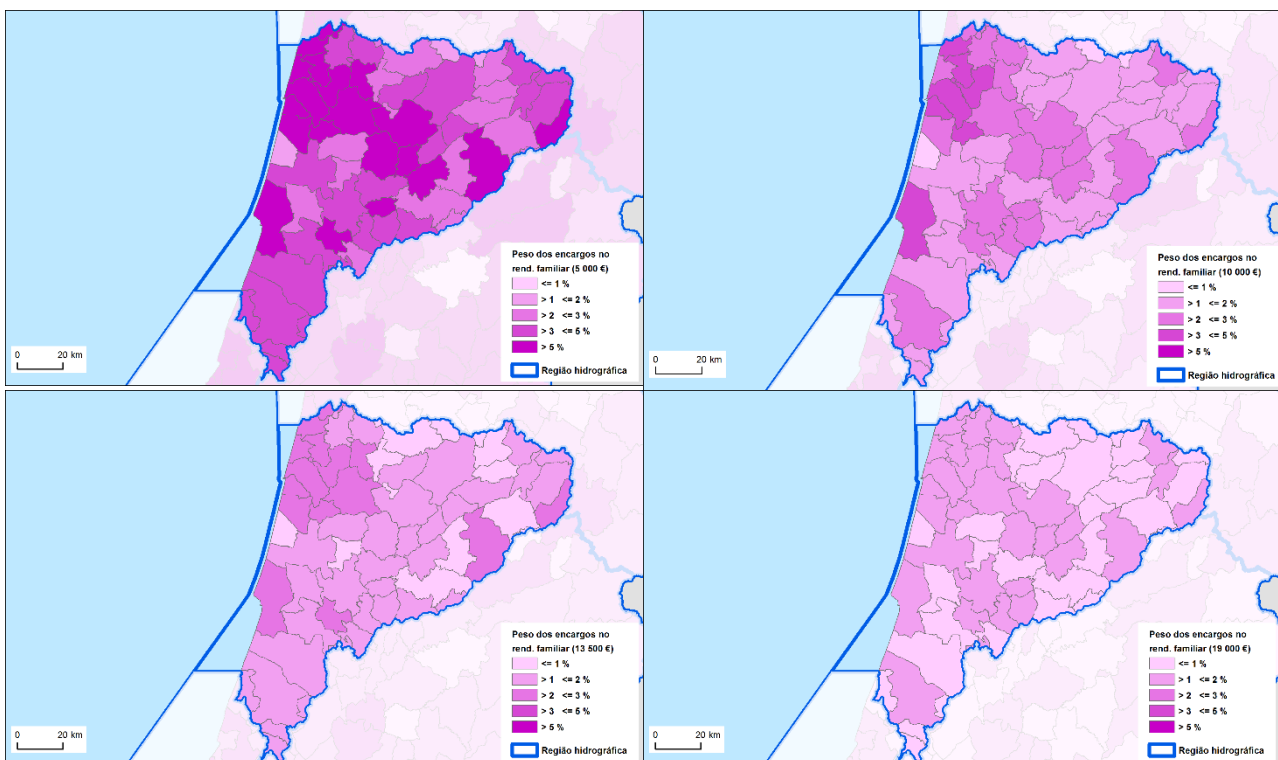 Peso dos encargos no
rend. familiar (5 000 €)
<= 1 %
> 1 <= 2 %
> 2 <= 3 %
> 3 <= 5 %
> 5 %
Região hidrográfica
0 20 km
Peso dos encargos no
rend. familiar (10 000 €)
<= 1 %
> 1 <= 2 %
> 2 <= 3 %
> 3 <= 5 %
> 5 %
Região hidrográfica
0 20 km
Peso dos encargos no
rend. familiar (13 500 €)
<= 1 %
> 1 <= 2 %
> 2 <= 3 %
> 3 <= 5 %
> 5 %
Região hidrográfica
0 20 km
Peso dos encargos no
rend. familiar (19 000 €)
<= 1 %
> 1 <= 2 %
> 2 <= 3 %
> 3 <= 5 %
> 5 %
Região hidrográfica
0 20 km